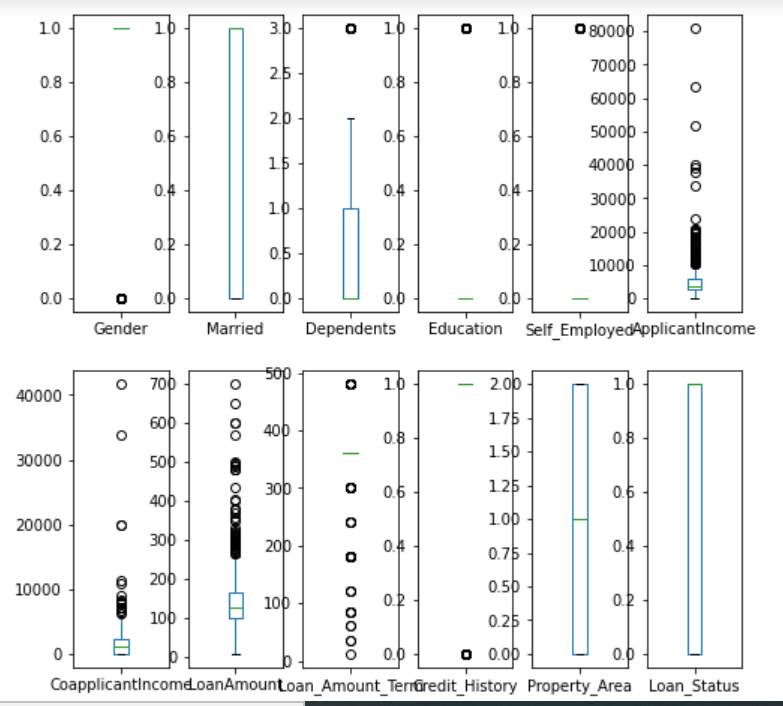 1.0 1.0 3.0 1.0 1.0 80000
2.5 70000
0.8 0.8 0.8 0.8
60000
2.0
0.6 0.6 0.6 0.6 50000
1.5 40000
0.4 0.4 0.4 0.4
1.0 30000
0.2 0.2 0.5 0.2 0.2 20000
10000
0.0 0.0 0.0 0.0 0.0 0
Gender Married Dependents Education Self_Employed ApplicantIncome
40000 700 500 1.0 2.00 1.0
600 1.75
400 0.8 0.8
30000 500 1.50
300 0.6 0.6
400 1.25
20000 1.00
300 200 0.4 0.4
0.75
10000 200
100 0.2 0.50 0.2
100 0.25
0 0 0 0.0 0.00 0.0
CoapplicantIncome LoanAmount Loan_Amount_Term Credit_History Property_Area Loan_Status